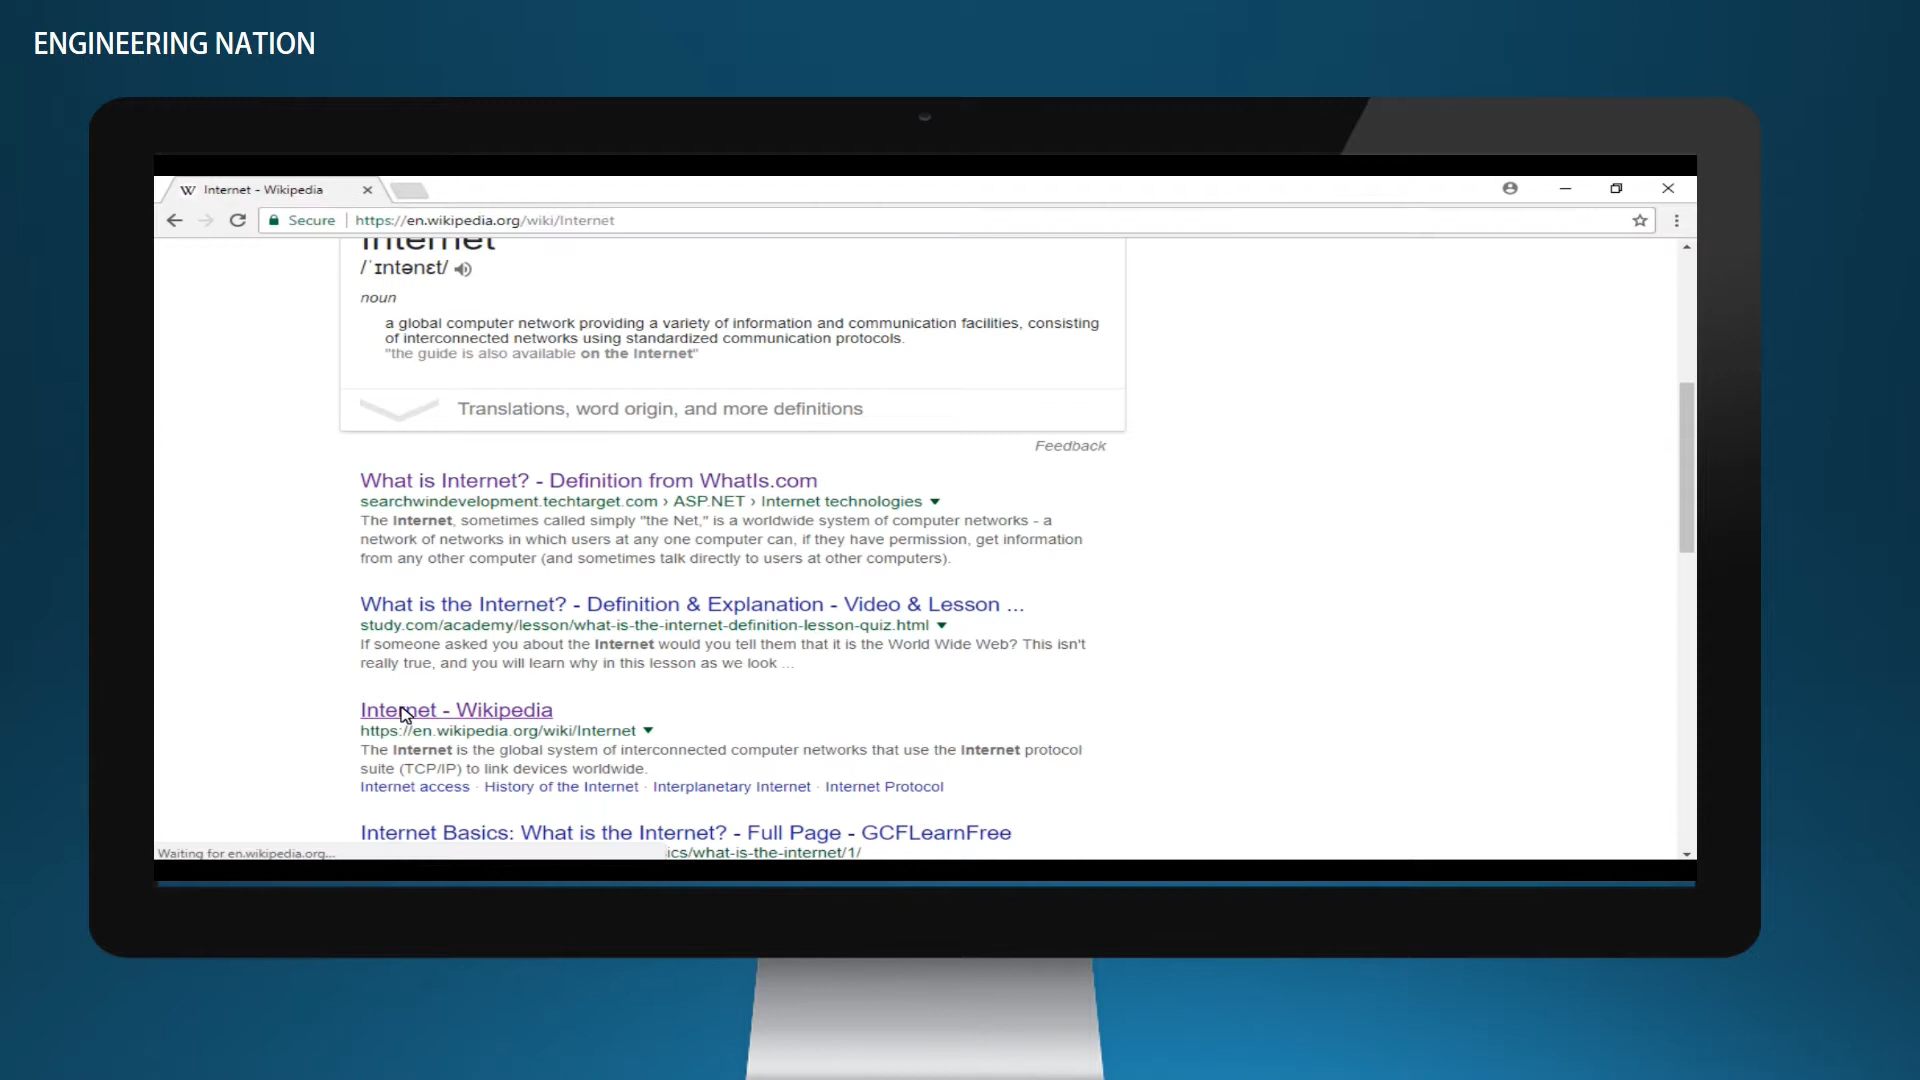 ENGINEERING NATION
Internet - Wikipedia
Secure https://en.wikipedia.org/wiki/Internet
Internet
/ˈɪntənɛt/
noun
a global computer network providing a variety of information and communication facilities, consisting
of interconnected networks using standardized communication protocols.
"the guide is also available on the Internet"
Translations, word origin, and more definitions
Feedback
What is Internet? - Definition from WhatIs.com
searchwindevelopment.techtarget.com › ASP.NET › Internet technologies
The Internet, sometimes called simply "the Net," is a worldwide system of computer networks - a
network of networks in which users at any one computer can, if they have permission, get information
from any other computer (and sometimes talk directly to users at other computers).
What is the Internet? - Definition & Explanation - Video & Lesson ...
study.com/academy/lesson/what-is-the-internet-definition-lesson-quiz.html
If someone asked you about the Internet would you tell them that it is the World Wide Web? This isn't
really true, and you will learn why in this lesson as we look ...
Internet - Wikipedia
https://en.wikipedia.org/wiki/Internet
The Internet is the global system of interconnected computer networks that use the Internet protocol
suite (TCP/IP) to link devices worldwide.
Internet access · History of the Internet · Interplanetary Internet · Internet Protocol
Internet Basics: What is the Internet? - Full Page - GCFLearnFree
ics/what-is-the-internet/1/
Waiting for en.wikipedia.org...